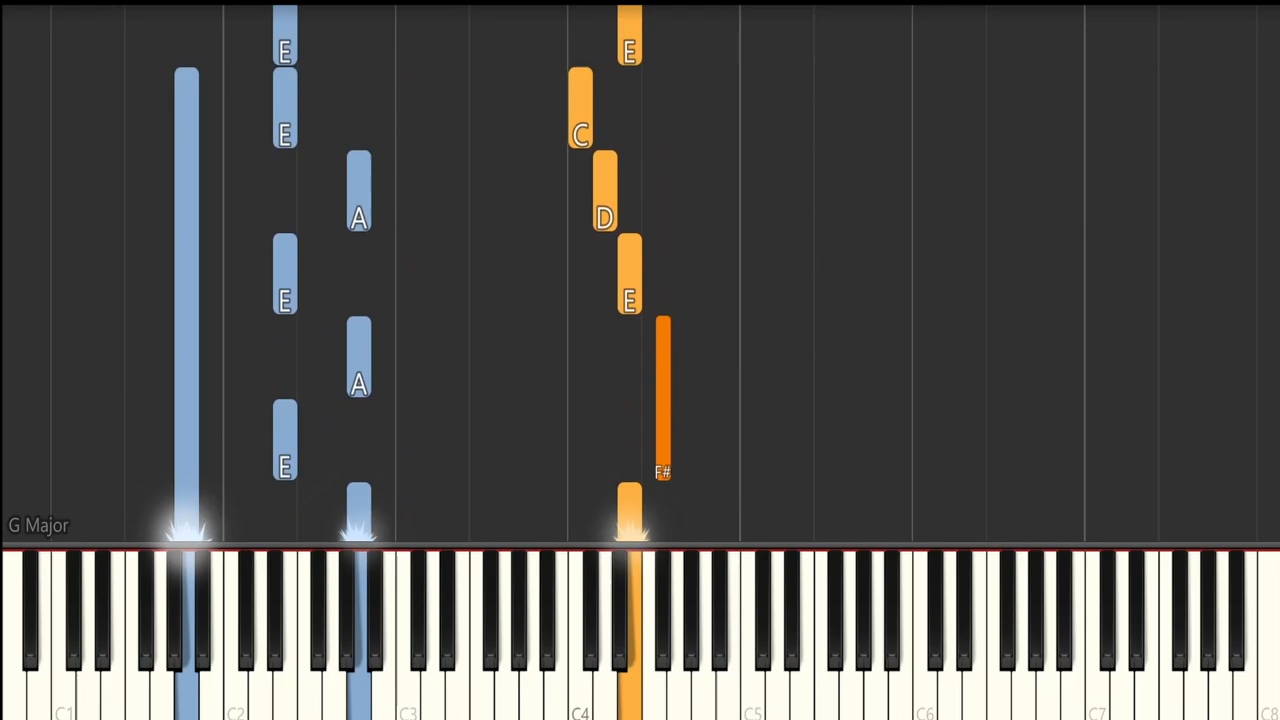 E E
E C
A D
E E
A
E F#
G Major
C1 C2 C3 C4 C5 C6 C7 C8